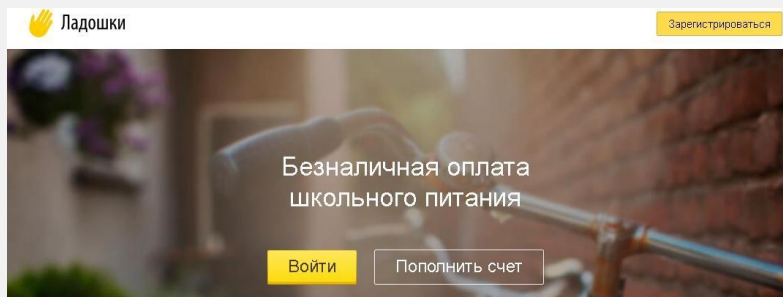 Ладошки
Зарегистрироваться
Безналичная оплата
школьного питания
Войти
Пополнить счет